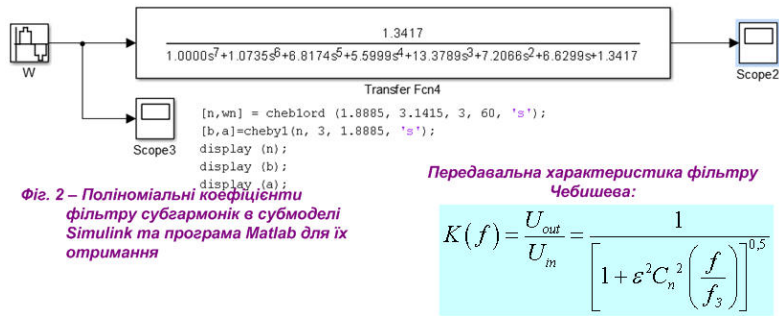 1.3417
1.0000s^7+1.0735s^6+6.8174s^5+5.5999s^4+13.3789s^3+7.2066s^2+6.6299s+1.3417
W
Scope2
Transfer Fcn4
Scope3
[n,wn] = cheb1ord (1.8885, 3.1415, 3, 60, 's');
[b,a]=cheby1(n, 3, 1.8885, 's');
display (n);
display (b);
display (a);
Фіг. 2 – Поліноміальні коефіцієнти
фільтру субгармонік в субмоделі
Simulink та програма Matlab для їх
отримання
Передавальна характеристика фільтру
Чебишева:
K(f) = U_out / U_in = 1 / [1 + ε^2 C_n^2 (f / f_3)]^0,5